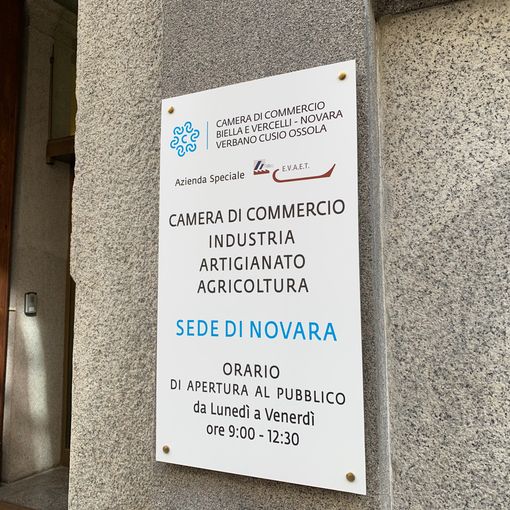 CAMERA DI COMMERCIO
BIELLA E VERCELLI - NOVARA
VERBANO CUSIO OSSOLA
Azienda Speciale E.V.A.E.T.
CAMERA DI COMMERCIO
INDUSTRIA
ARTIGIANATO
AGRICOLTURA
SEDE DI NOVARA
ORARIO
DI APERTURA AL PUBBLICO
da Lunedì a Venerdì
ore 9:00 - 12:30